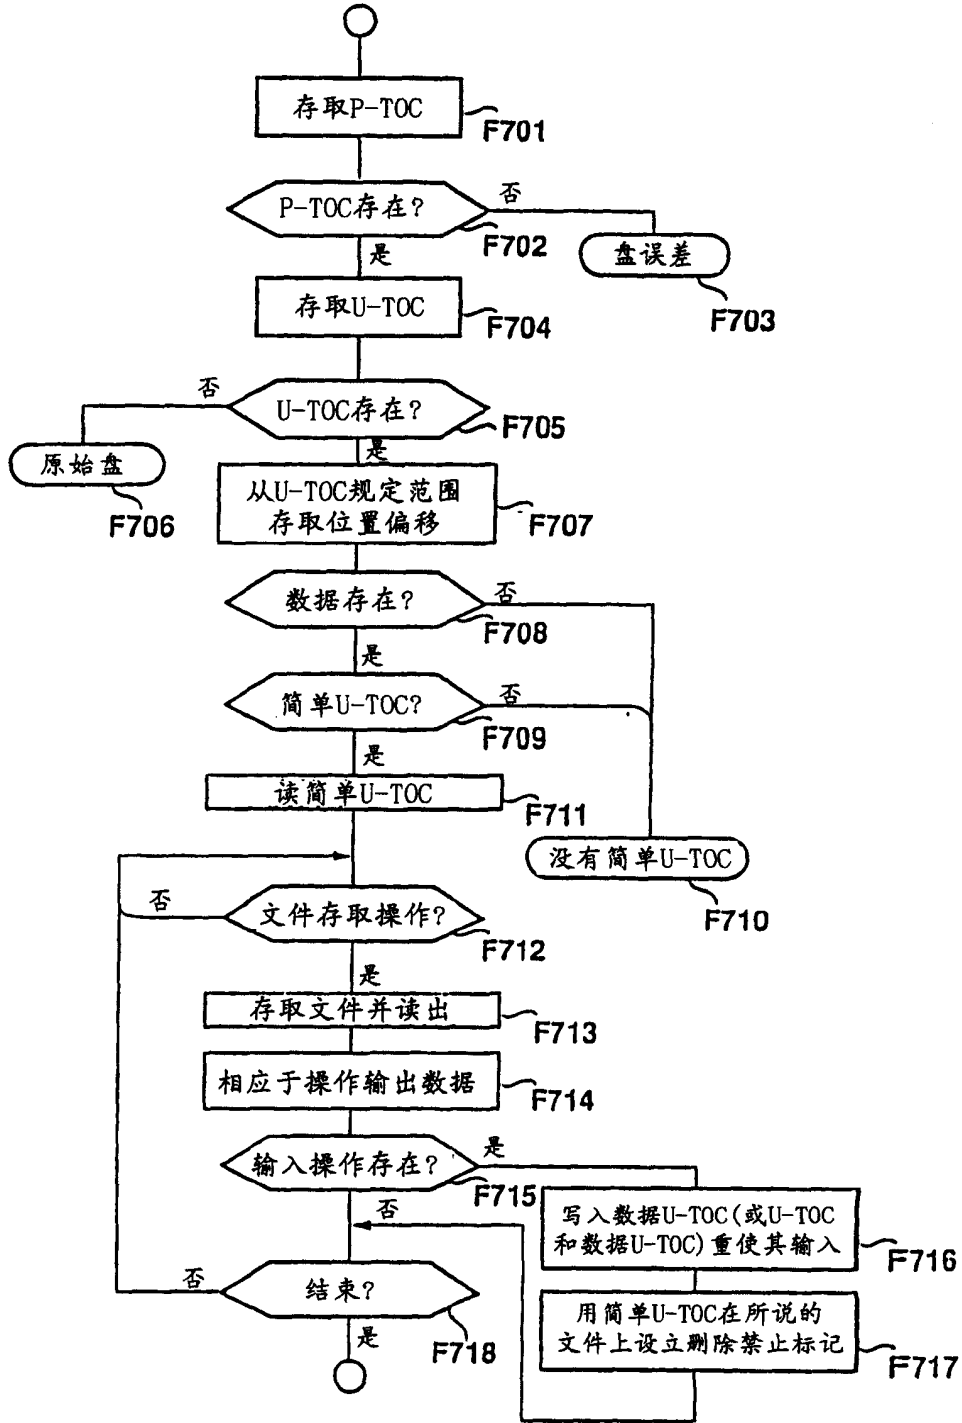 存取P-TOC
F701
P-TOC存在?
否
F702
是
盘误差
F703
存取U-TOC
F704
否
U-TOC存在?
F705
是
原始盘
F706
从U-TOC规定范围
存取位置偏移
F707
数据存在?
否
F708
是
简单U-TOC?
否
F709
是
读简单U-TOC
F711
没有简单U-TOC
F710
否
文件存取操作?
F712
是
存取文件并读出
F713
相应于操作输出数据
F714
输入操作存在?
是
F715
否
写入数据U-TOC(或U-TOC
和数据U-TOC)重使其输入
F716
否
结束?
F718
是
用简单U-TOC在所说的
文件上设立删除禁止标记
F717